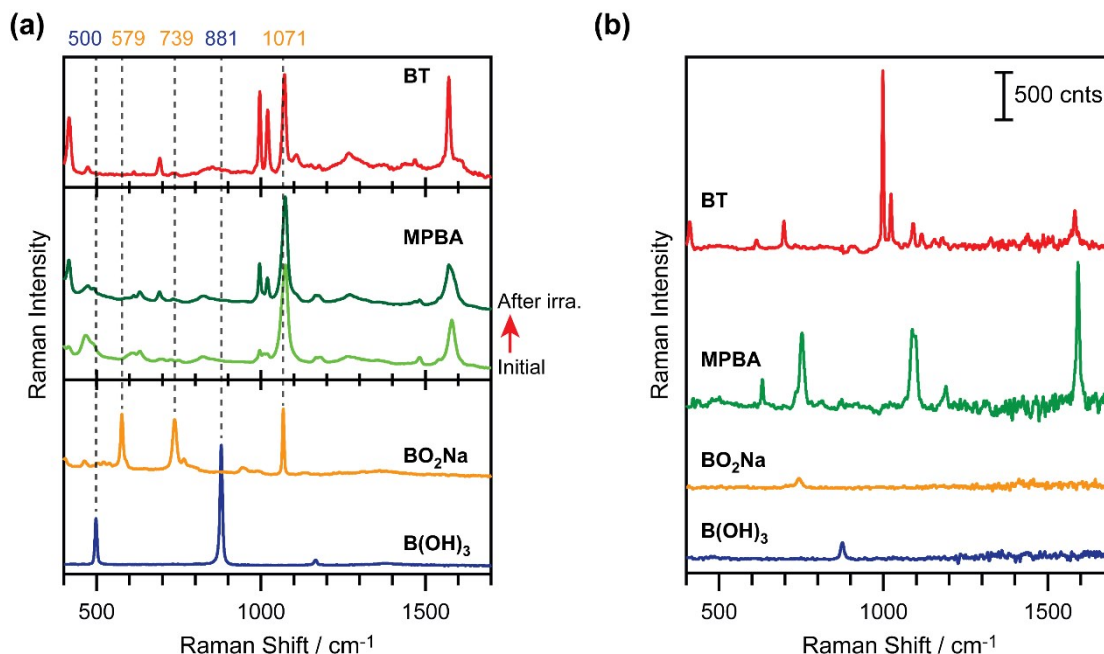 (a)
500 579 739 881 1071
BT
MPBA
After irra.
Initial
BO₂Na
B(OH)₃
Raman Intensity
500 1000 1500
Raman Shift / cm⁻¹
(b)
500 cnts
BT
MPBA
BO₂Na
B(OH)₃
Raman Intensity
500 1000 1500
Raman Shift / cm⁻¹